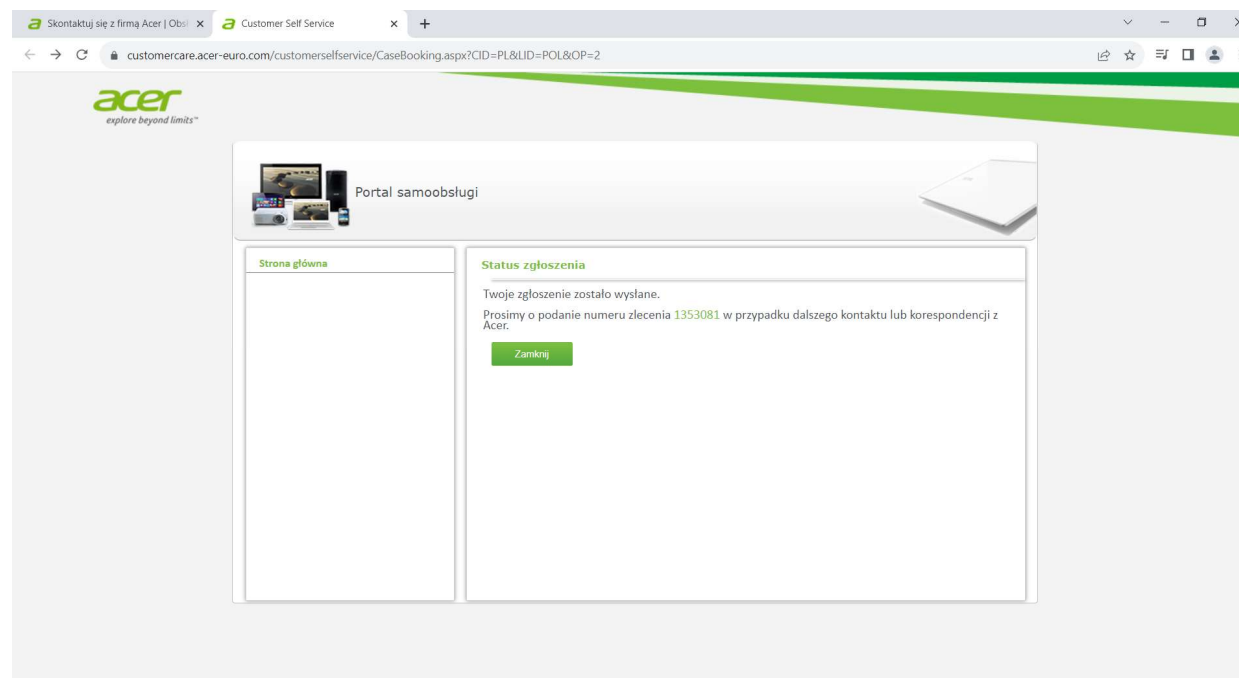 Skontaktuj się z firmą Acer | Obsł
Customer Self Service
customercare.acer-euro.com/customerselfservice/CaseBooking.aspx?CID=PL&LID=POL&OP=2
acer
explore beyond limits™
Portal samoobsługi
Strona główna
Status zgłoszenia
Twoje zgłoszenie zostało wysłane.
Prosimy o podanie numeru zlecenia 1353081 w przypadku dalszego kontaktu lub korespondencji z
Acer.
Zamknij